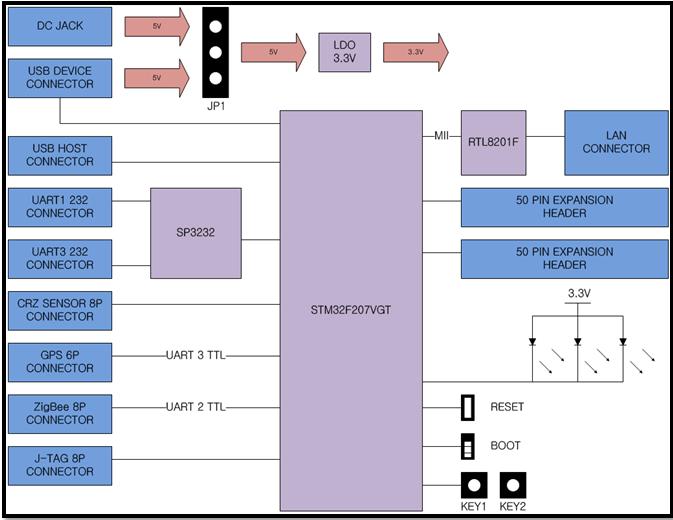 DC JACK
5V
USB DEVICE
CONNECTOR
5V
JP1
5V
LDO
3.3V
3.3V
USB HOST
CONNECTOR
UART1 232
CONNECTOR
UART3 232
CONNECTOR
SP3232
CRZ SENSOR 8P
CONNECTOR
GPS 6P
CONNECTOR
UART 3 TTL
ZigBee 8P
CONNECTOR
UART 2 TTL
J-TAG 8P
CONNECTOR
STM32F207VGT
MII
RTL8201F
LAN
CONNECTOR
50 PIN EXPANSION
HEADER
50 PIN EXPANSION
HEADER
3.3V
RESET
BOOT
KEY1 KEY2